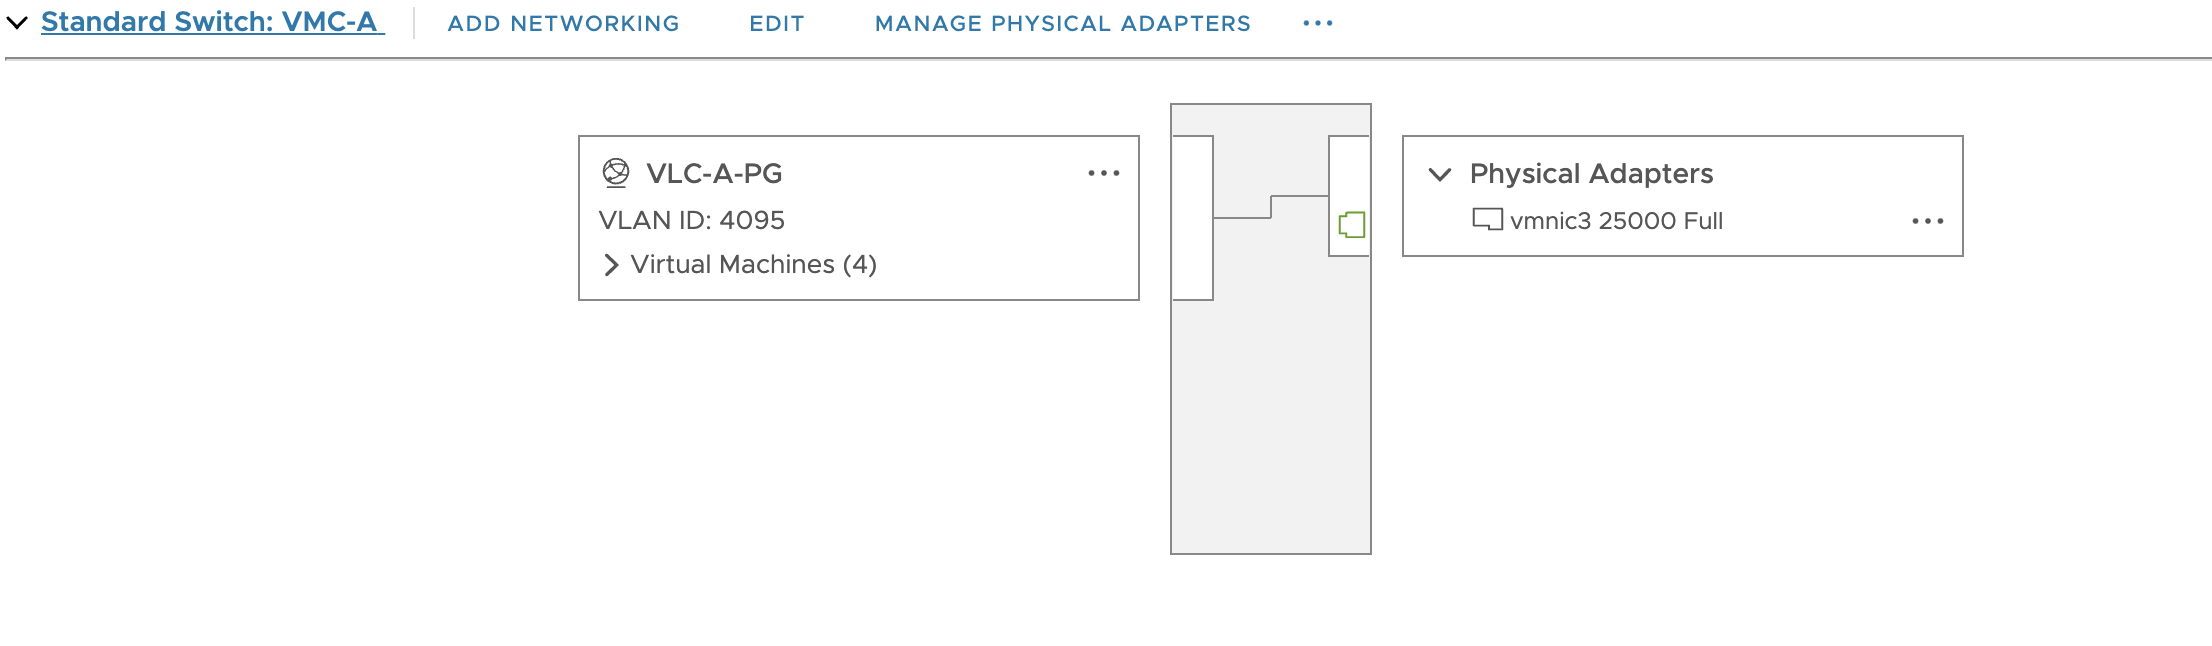 Standard Switch: VMC-A ADD NETWORKING EDIT MANAGE PHYSICAL ADAPTERS ...
VLC-A-PG ...
VLAN ID: 4095
Virtual Machines (4)
Physical Adapters
vmnic3 25000 Full ...